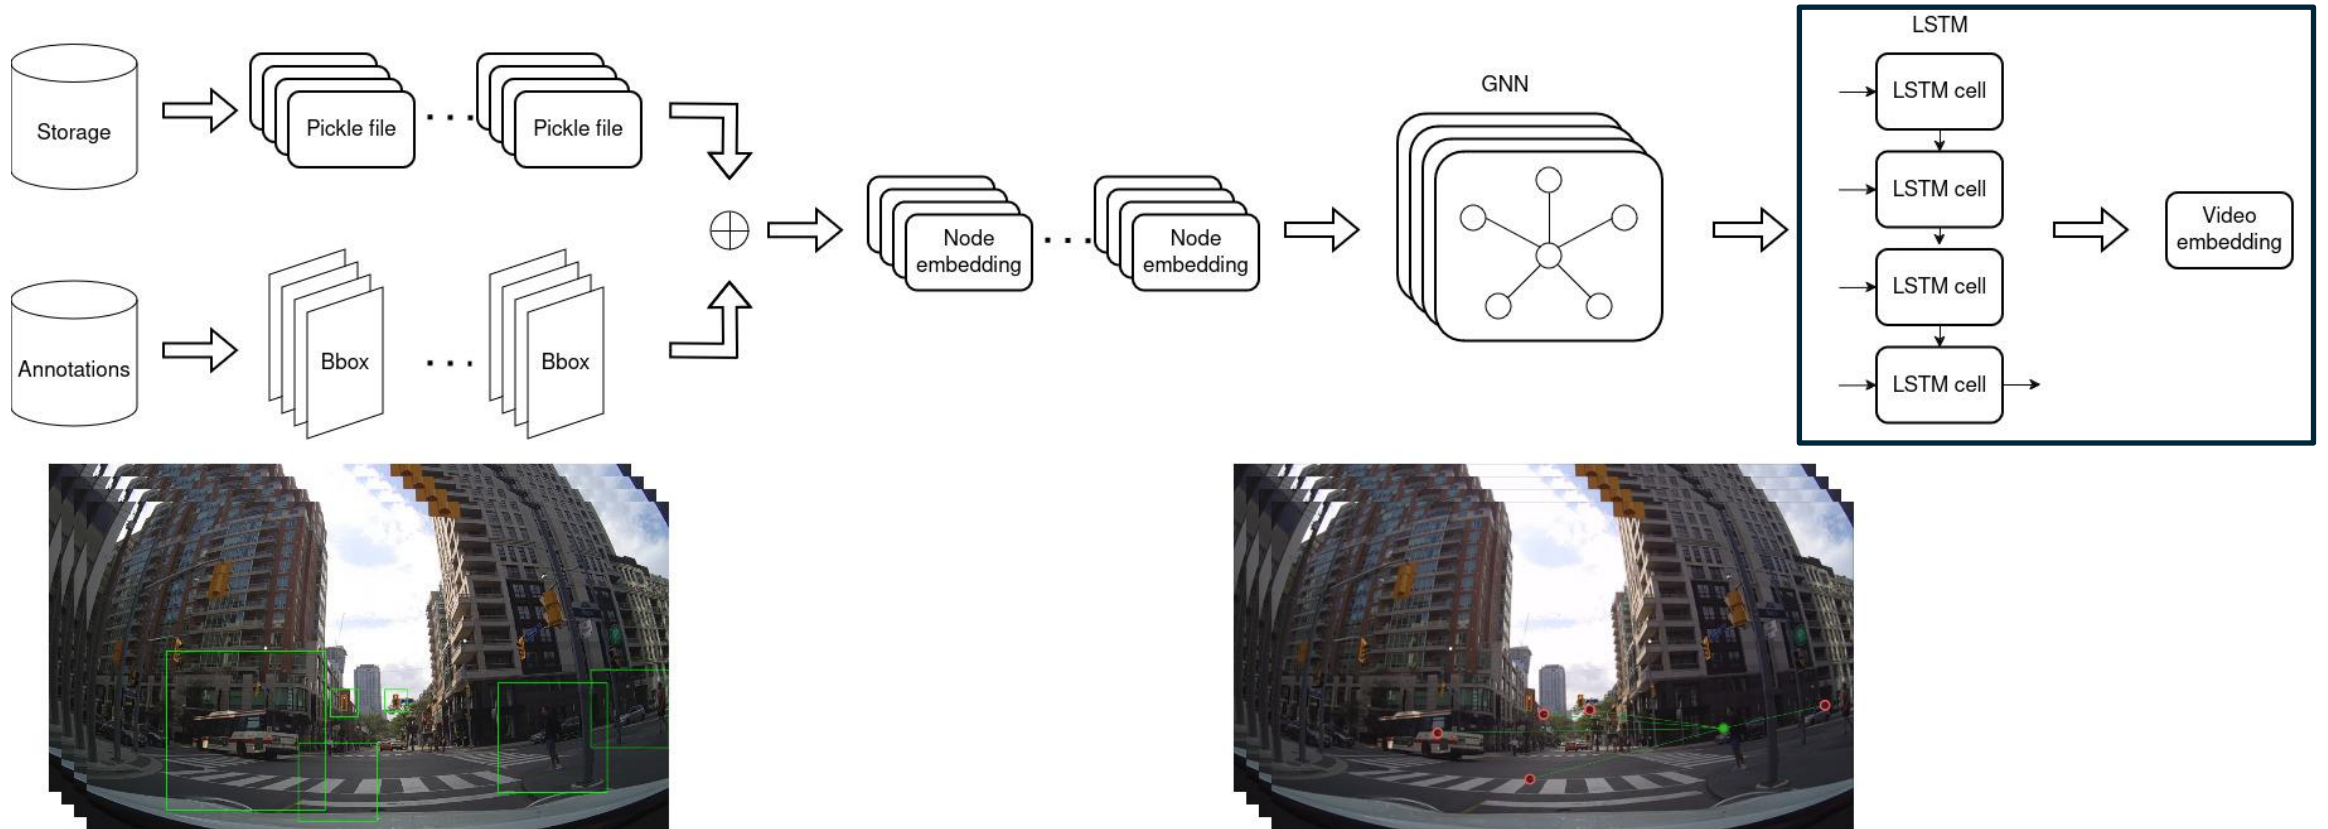 Storage
Pickle file
. . .
Pickle file
Annotations
Bbox
. . .
Bbox
Node
embedding
. . .
Node
embedding
GNN
LSTM
LSTM cell
LSTM cell
LSTM cell
LSTM cell
Video
embedding